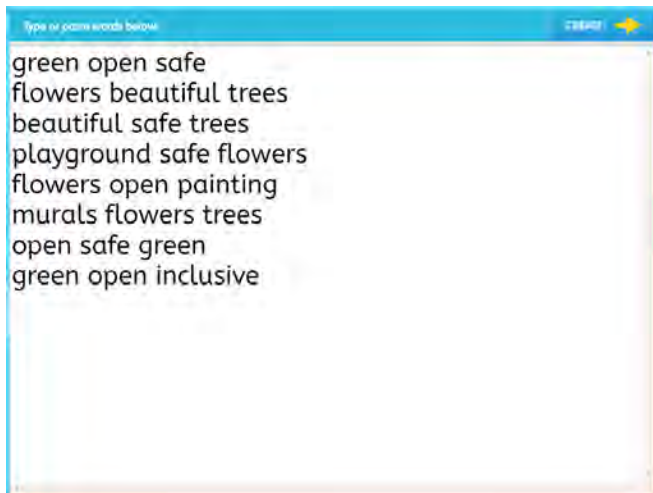 Type or paste words below
CREATE
green open safe
flowers beautiful trees
beautiful safe trees
playground safe flowers
flowers open painting
murals flowers trees
open safe green
green open inclusive